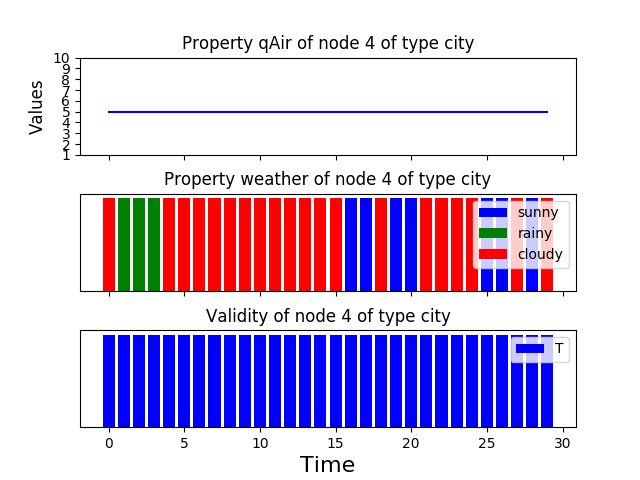 Property qAir of node 4 of type city
10
9
8
7
6
5
4
3
2
1
Values
Property weather of node 4 of type city
sunny
rainy
cloudy
Validity of node 4 of type city
T
0 5 10 15 20 25 30
Time